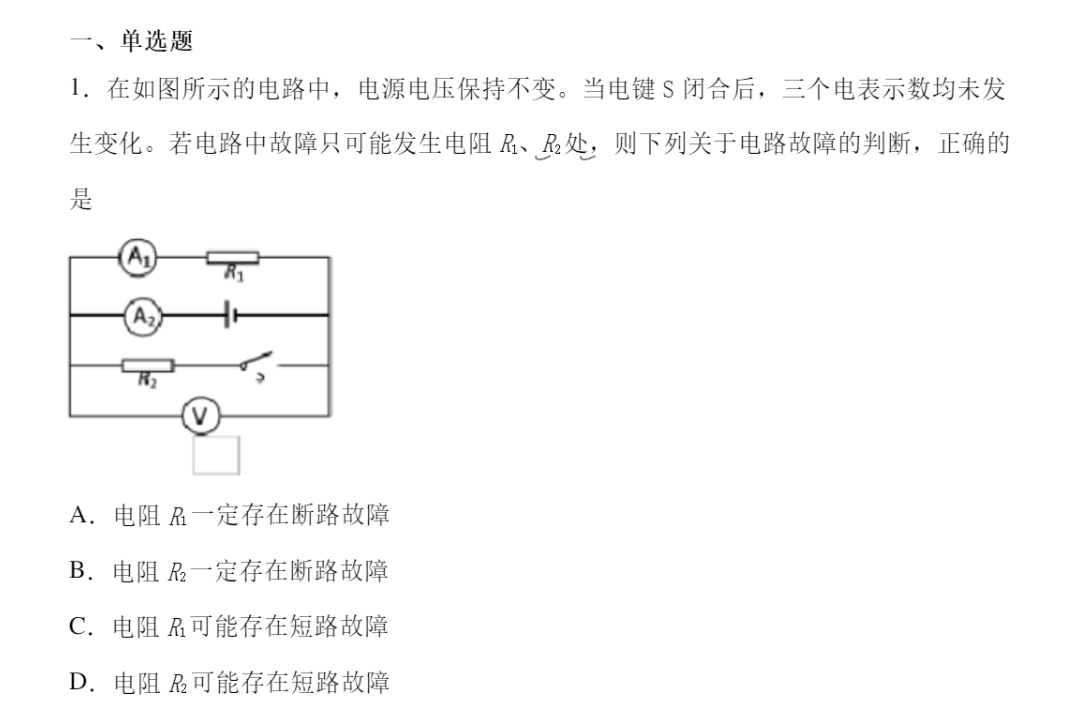 一、单选题
1．在如图所示的电路中，电源电压保持不变。当电键 S 闭合后，三个电表示数均未发
生变化。若电路中故障只可能发生电阻 R₁、R₂处，则下列关于电路故障的判断，正确的
是
A₁
R₁
A₂
R₂
V
A．电阻 R₁一定存在断路故障
B．电阻 R₂一定存在断路故障
C．电阻 R₁可能存在短路故障
D．电阻 R₂可能存在短路故障